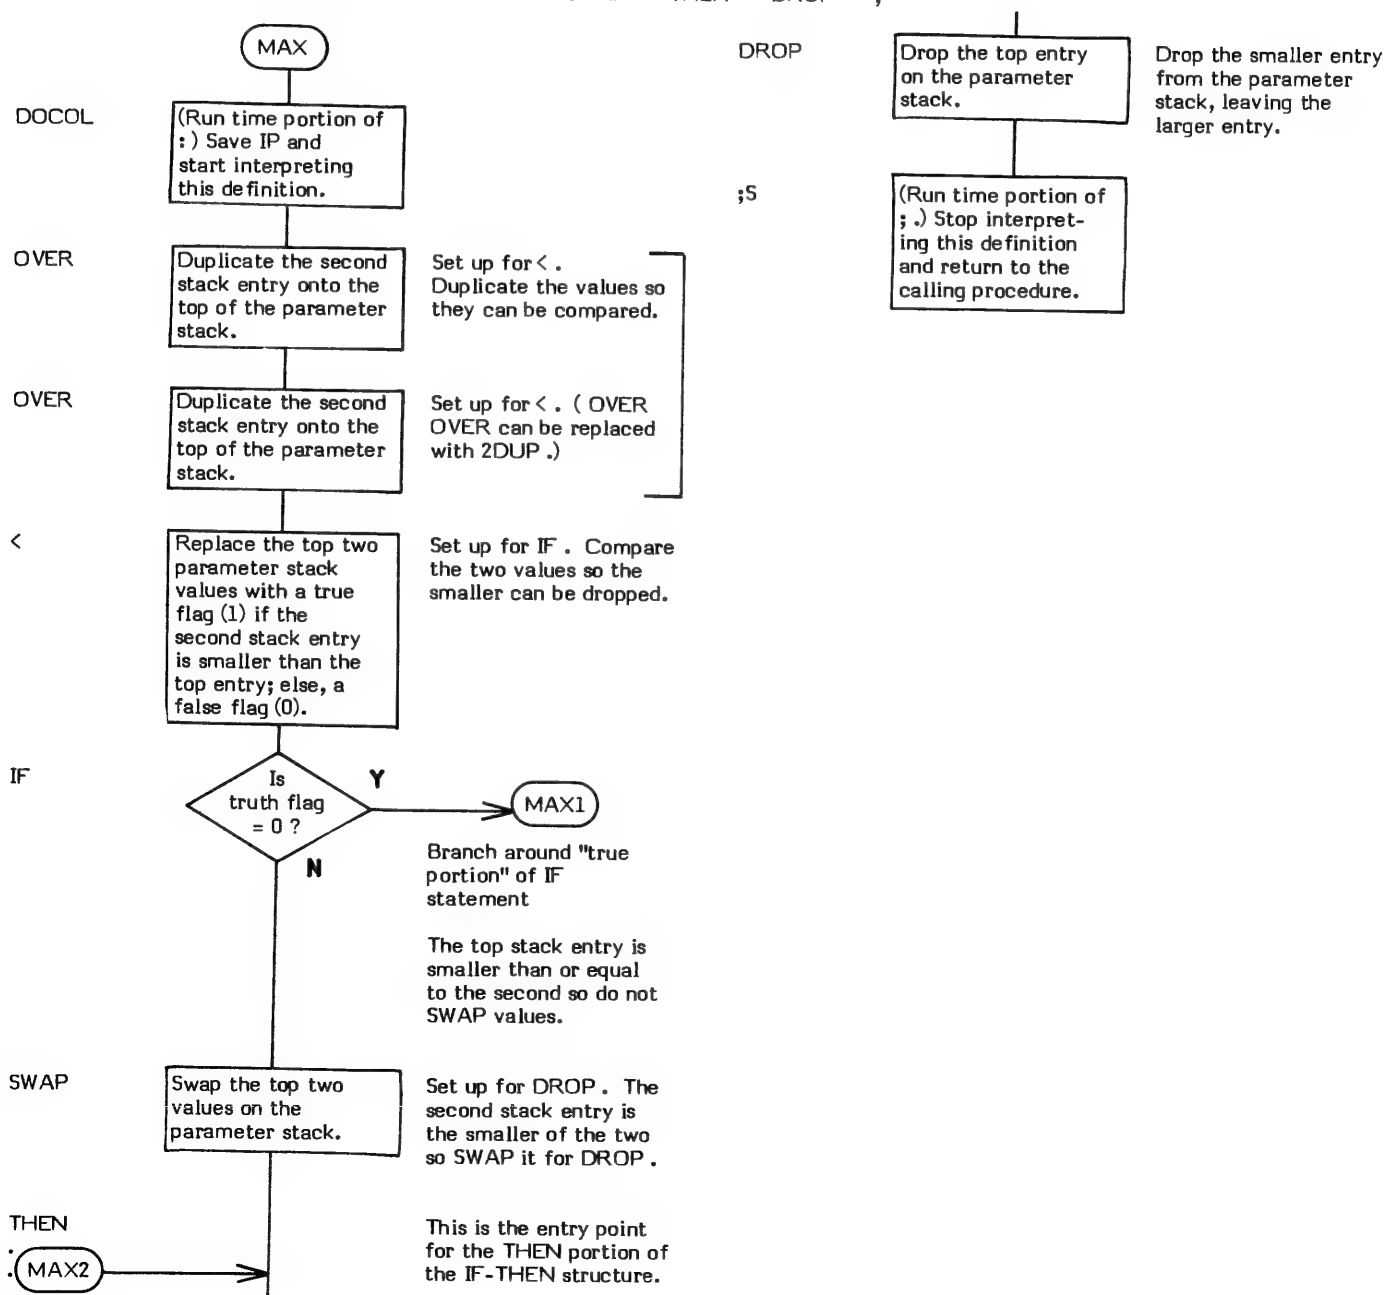 MAX
DOCOL
(Run time portion of
: ) Save IP and
start interpreting
this definition.
OVER
Duplicate the second
stack entry onto the
top of the parameter
stack.
Set up for < .
Duplicate the values so
they can be compared.
OVER
Duplicate the second
stack entry onto the
top of the parameter
stack.
Set up for < . ( OVER
OVER can be replaced
with 2DUP .)
<
Replace the top two
parameter stack
values with a true
flag (1) if the
second stack entry
is smaller than the
top entry; else, a
false flag (0).
Set up for IF . Compare
the two values so the
smaller can be dropped.
IF
Is
truth flag
= 0 ?
Y
MAX1
N
Branch around "true
portion" of IF
statement
The top stack entry is
smaller than or equal
to the second so do not
SWAP values.
SWAP
Swap the top two
values on the
parameter stack.
Set up for DROP . The
second stack entry is
the smaller of the two
so SWAP it for DROP .
THEN
: MAX2
This is the entry point
for the THEN portion of
the IF-THEN structure.
DROP
Drop the top entry
on the parameter
stack.
Drop the smaller entry
from the parameter
stack, leaving the
larger entry.
;S
(Run time portion of
; .) Stop interpret-
ing this definition
and return to the
calling procedure.